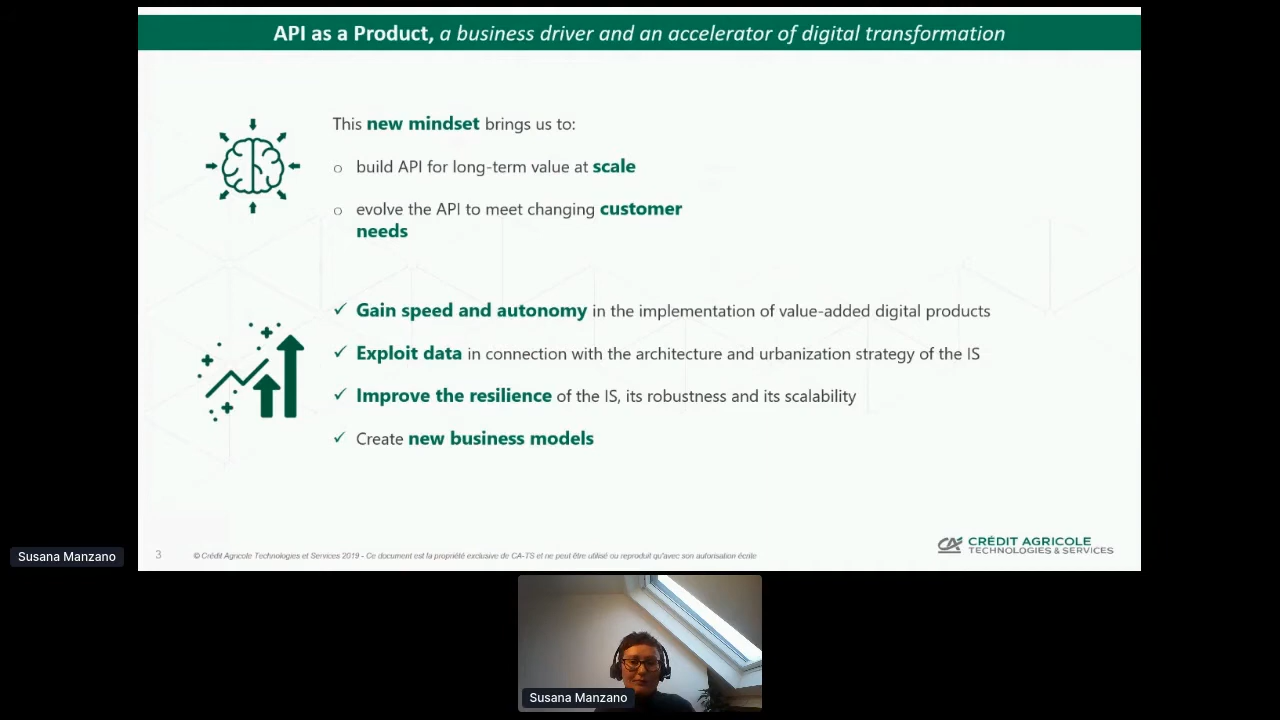 API as a Product, a business driver and an accelerator of digital transformation
This new mindset brings us to:
o build API for long-term value at scale
o evolve the API to meet changing customer
needs
✓ Gain speed and autonomy in the implementation of value-added digital products
✓ Exploit data in connection with the architecture and urbanization strategy of the IS
✓ Improve the resilience of the IS, its robustness and its scalability
✓ Create new business models
3
© Crédit Agricole Technologies et Services 2019 - Ce document est la propriété exclusive de CA-TS et ne peut être utilisé ou reproduit qu'avec son autorisation écrite
CA CRÉDIT AGRICOLE
TECHNOLOGIES & SERVICES
Susana Manzano
Susana Manzano